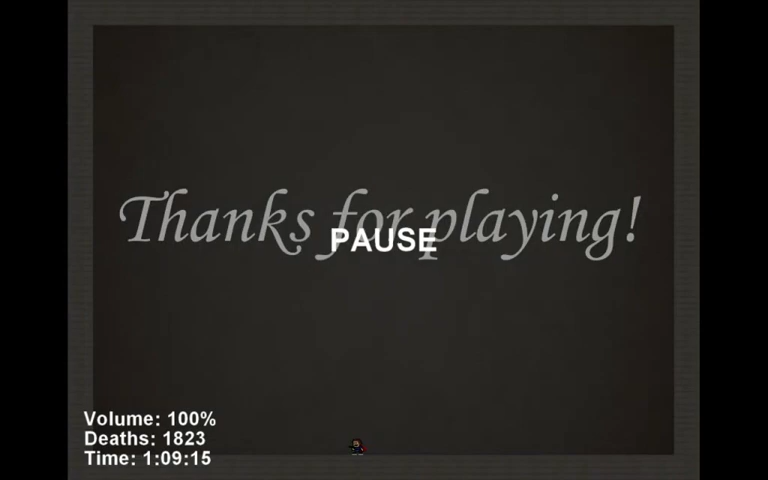 Thanks for playing!
PAUSE
Volume: 100%
Deaths: 1823
Time: 1:09:15